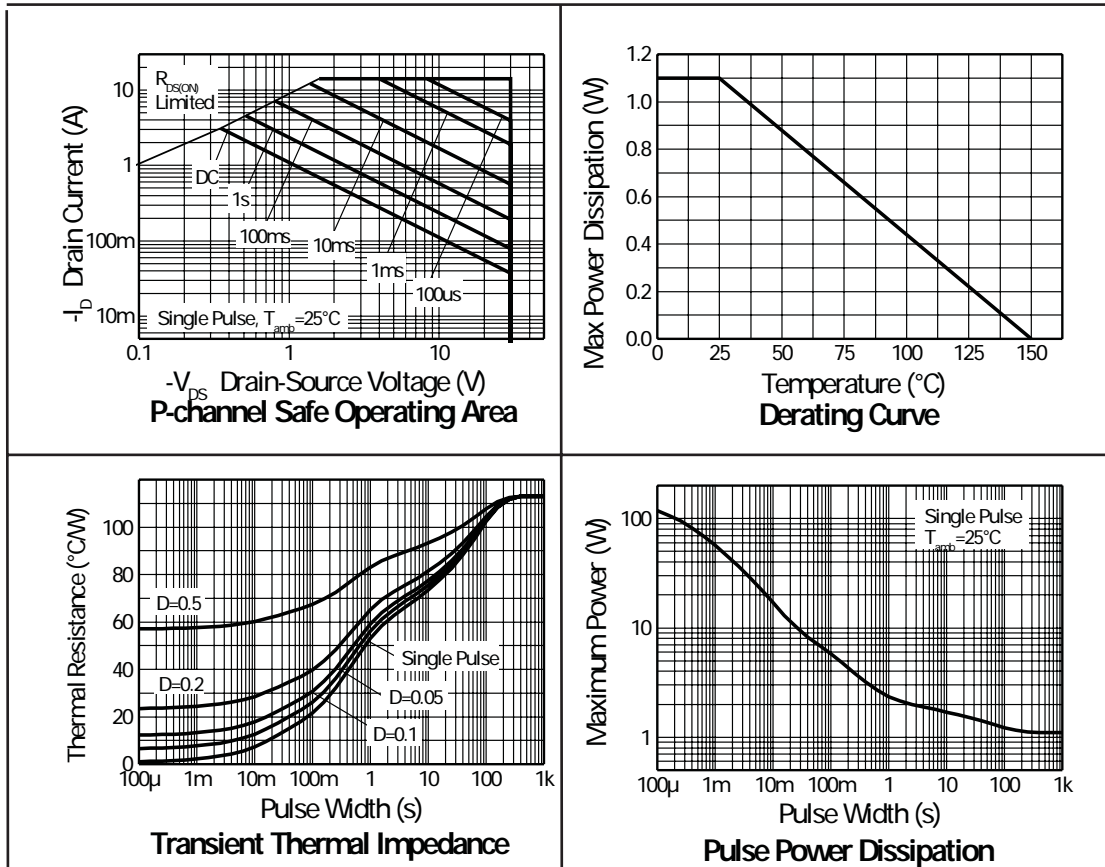 10
1
100m
10m
-I_D Drain Current (A)
R_DS(ON)
Limited
DC
1s
100ms
10ms
1ms
100us
Single Pulse, T_amb=25°C
0.1 1 10
-V_DS Drain-Source Voltage (V)
P-channel Safe Operating Area
1.2
1.0
0.8
0.6
0.4
0.2
0.0
Max Power Dissipation (W)
0 25 50 75 100 125 150
Temperature (°C)
Derating Curve
100
80
60
40
20
0
Thermal Resistance (°C/W)
D=0.5
D=0.2
Single Pulse
D=0.05
D=0.1
100µ 1m 10m 100m 1 10 100 1k
Pulse Width (s)
Transient Thermal Impedance
100
10
1
Maximum Power (W)
Single Pulse
T_amb=25°C
100µ 1m 10m 100m 1 10 100 1k
Pulse Width (s)
Pulse Power Dissipation